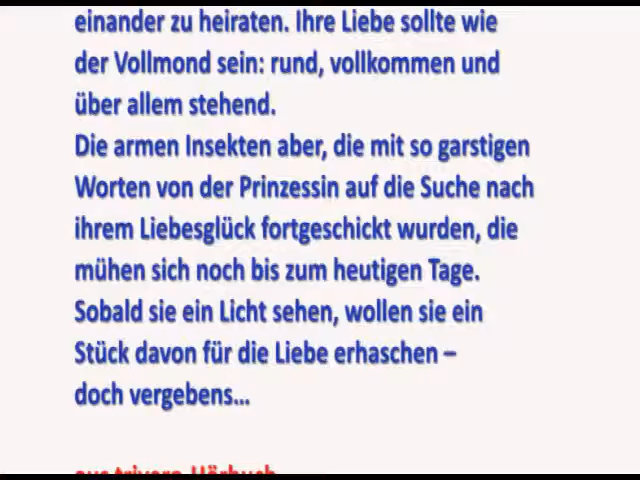 einander zu heiraten. Ihre Liebe sollte wie
der Vollmond sein: rund, vollkommen und
über allem stehend.
Die armen Insekten aber, die mit so garstigen
Worten von der Prinzessin auf die Suche nach
ihrem Liebesglück fortgeschickt wurden, die
mühen sich noch bis zum heutigen Tage.
Sobald sie ein Licht sehen, wollen sie ein
Stück davon für die Liebe erhaschen –
doch vergebens...
aus trivero-Hörbuch